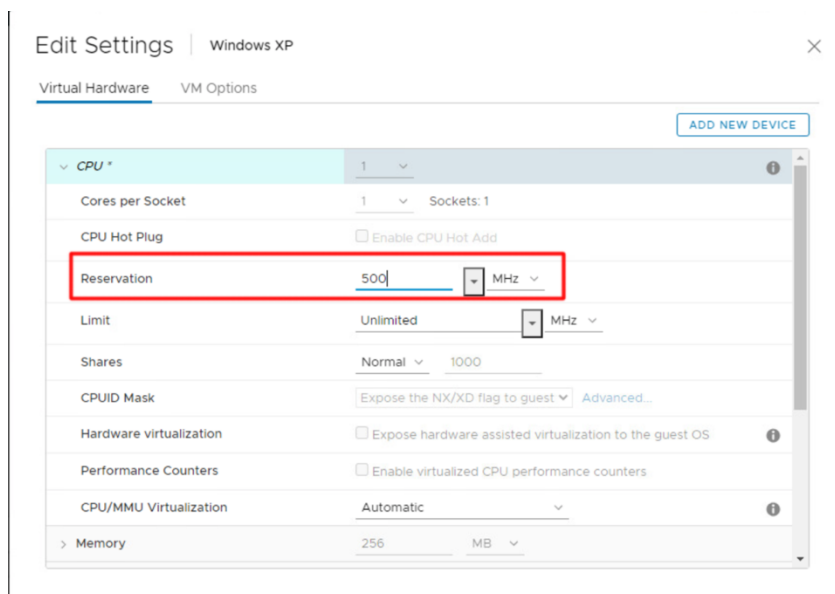 Edit Settings Windows XP
Virtual Hardware VM Options
ADD NEW DEVICE
CPU * 1
Cores per Socket 1 Sockets: 1
CPU Hot Plug Enable CPU Hot Add
Reservation 500 MHz
Limit Unlimited MHz
Shares Normal 1000
CPUID Mask Expose the NX/XD flag to guest Advanced...
Hardware virtualization Expose hardware assisted virtualization to the guest OS
Performance Counters Enable virtualized CPU performance counters
CPU/MMU Virtualization Automatic
Memory 256 MB